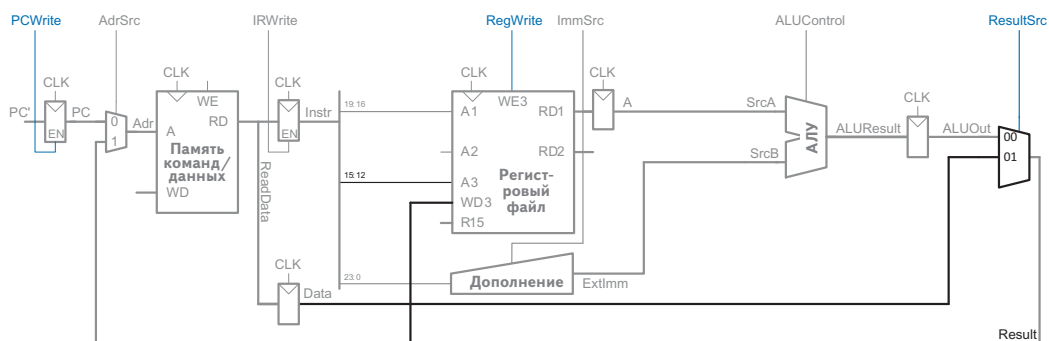 PCWrite
AdrSrc
IRWrite
RegWrite
ImmSrc
ALUControl
ResultSrc
CLK
CLK
CLK
CLK
CLK
CLK
PC'
EN
PC
0
1
Adr
WE
A
RD
Память
команд/
данных
WD
ReadData
EN
Instr
19:16
15:12
23:0
A1
WE3
RD1
A2
RD2
A3
WD3
R15
Регист-
ровый
файл
A
SrcA
SrcB
АЛУ
ALUResult
ALUOut
00
01
CLK
Data
Дополнение
ExtImm
Result